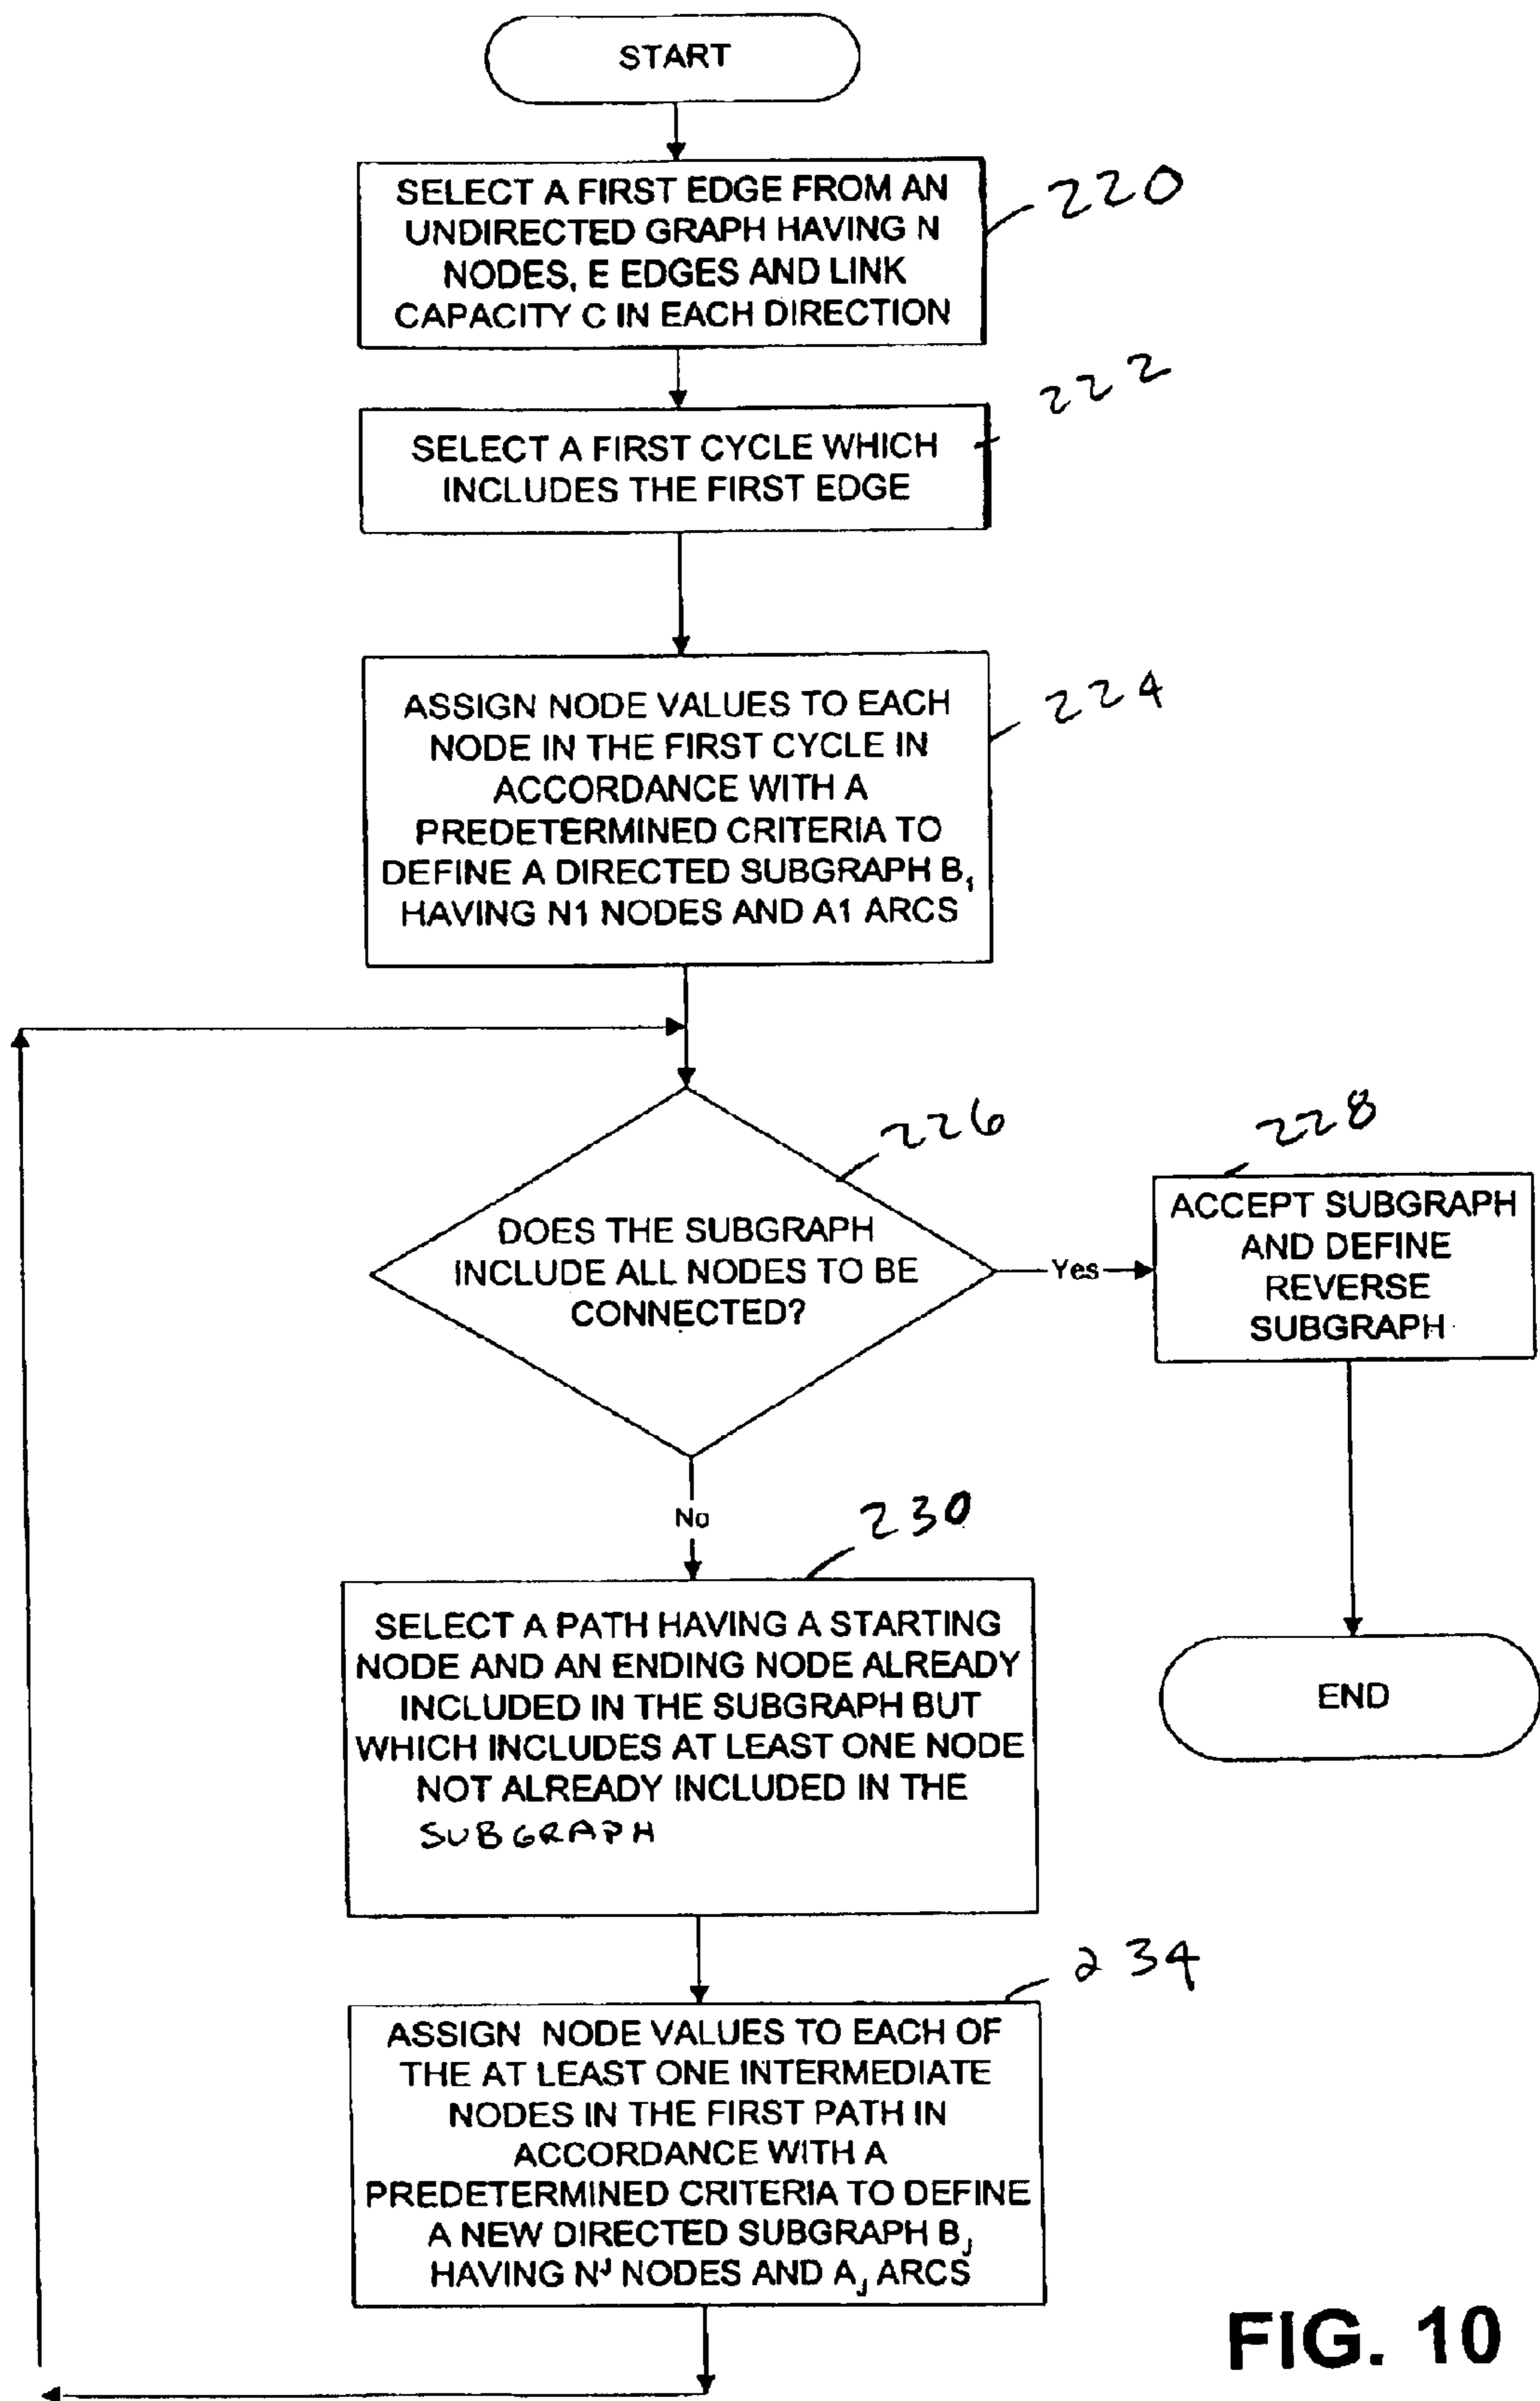 START
SELECT A FIRST EDGE FROM AN
UNDIRECTED GRAPH HAVING N
NODES, E EDGES AND LINK
CAPACITY C IN EACH DIRECTION
220
SELECT A FIRST CYCLE WHICH
INCLUDES THE FIRST EDGE
222
ASSIGN NODE VALUES TO EACH
NODE IN THE FIRST CYCLE IN
ACCORDANCE WITH A
PREDETERMINED CRITERIA TO
DEFINE A DIRECTED SUBGRAPH B₁
HAVING N1 NODES AND A1 ARCS
224
DOES THE SUBGRAPH
INCLUDE ALL NODES TO BE
CONNECTED?
226
Yes
228
ACCEPT SUBGRAPH
AND DEFINE
REVERSE
SUBGRAPH
END
No
230
SELECT A PATH HAVING A STARTING
NODE AND AN ENDING NODE ALREADY
INCLUDED IN THE SUBGRAPH BUT
WHICH INCLUDES AT LEAST ONE NODE
NOT ALREADY INCLUDED IN THE
SUBGRAPH
234
ASSIGN NODE VALUES TO EACH OF
THE AT LEAST ONE INTERMEDIATE
NODES IN THE FIRST PATH IN
ACCORDANCE WITH A
PREDETERMINED CRITERIA TO DEFINE
A NEW DIRECTED SUBGRAPH B_J
HAVING N^J NODES AND A_J ARCS
FIG. 10